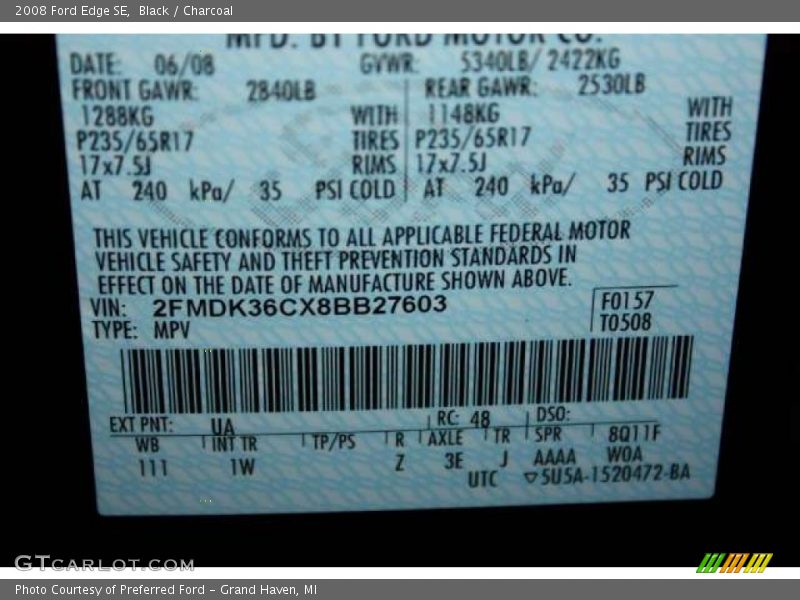 2008 Ford Edge SE, Black / Charcoal
MFD. BY FORD MOTOR CO.
DATE: 06/08 GVWR: 5340LB/ 2422KG
FRONT GAWR: 2840LB REAR GAWR: 2530LB
1288KG WITH 1148KG WITH
P235/65R17 TIRES P235/65R17 TIRES
17x7.5J RIMS 17x7.5J RIMS
AT 240 kPa/ 35 PSI COLD AT 240 kPa/ 35 PSI COLD
THIS VEHICLE CONFORMS TO ALL APPLICABLE FEDERAL MOTOR
VEHICLE SAFETY AND THEFT PREVENTION STANDARDS IN
EFFECT ON THE DATE OF MANUFACTURE SHOWN ABOVE.
VIN: 2FMDK36CX8BB27603 F0157
TYPE: MPV T0508
EXT PNT: UA RC: 48 DSO:
WB INT TR TP/PS R AXLE TR SPR 8Q11F
111 1W Z 3E J AAAA W0A
UTC ▽5U5A-1520472-BA
GTCARLOT.COM
Photo Courtesy of Preferred Ford - Grand Haven, MI